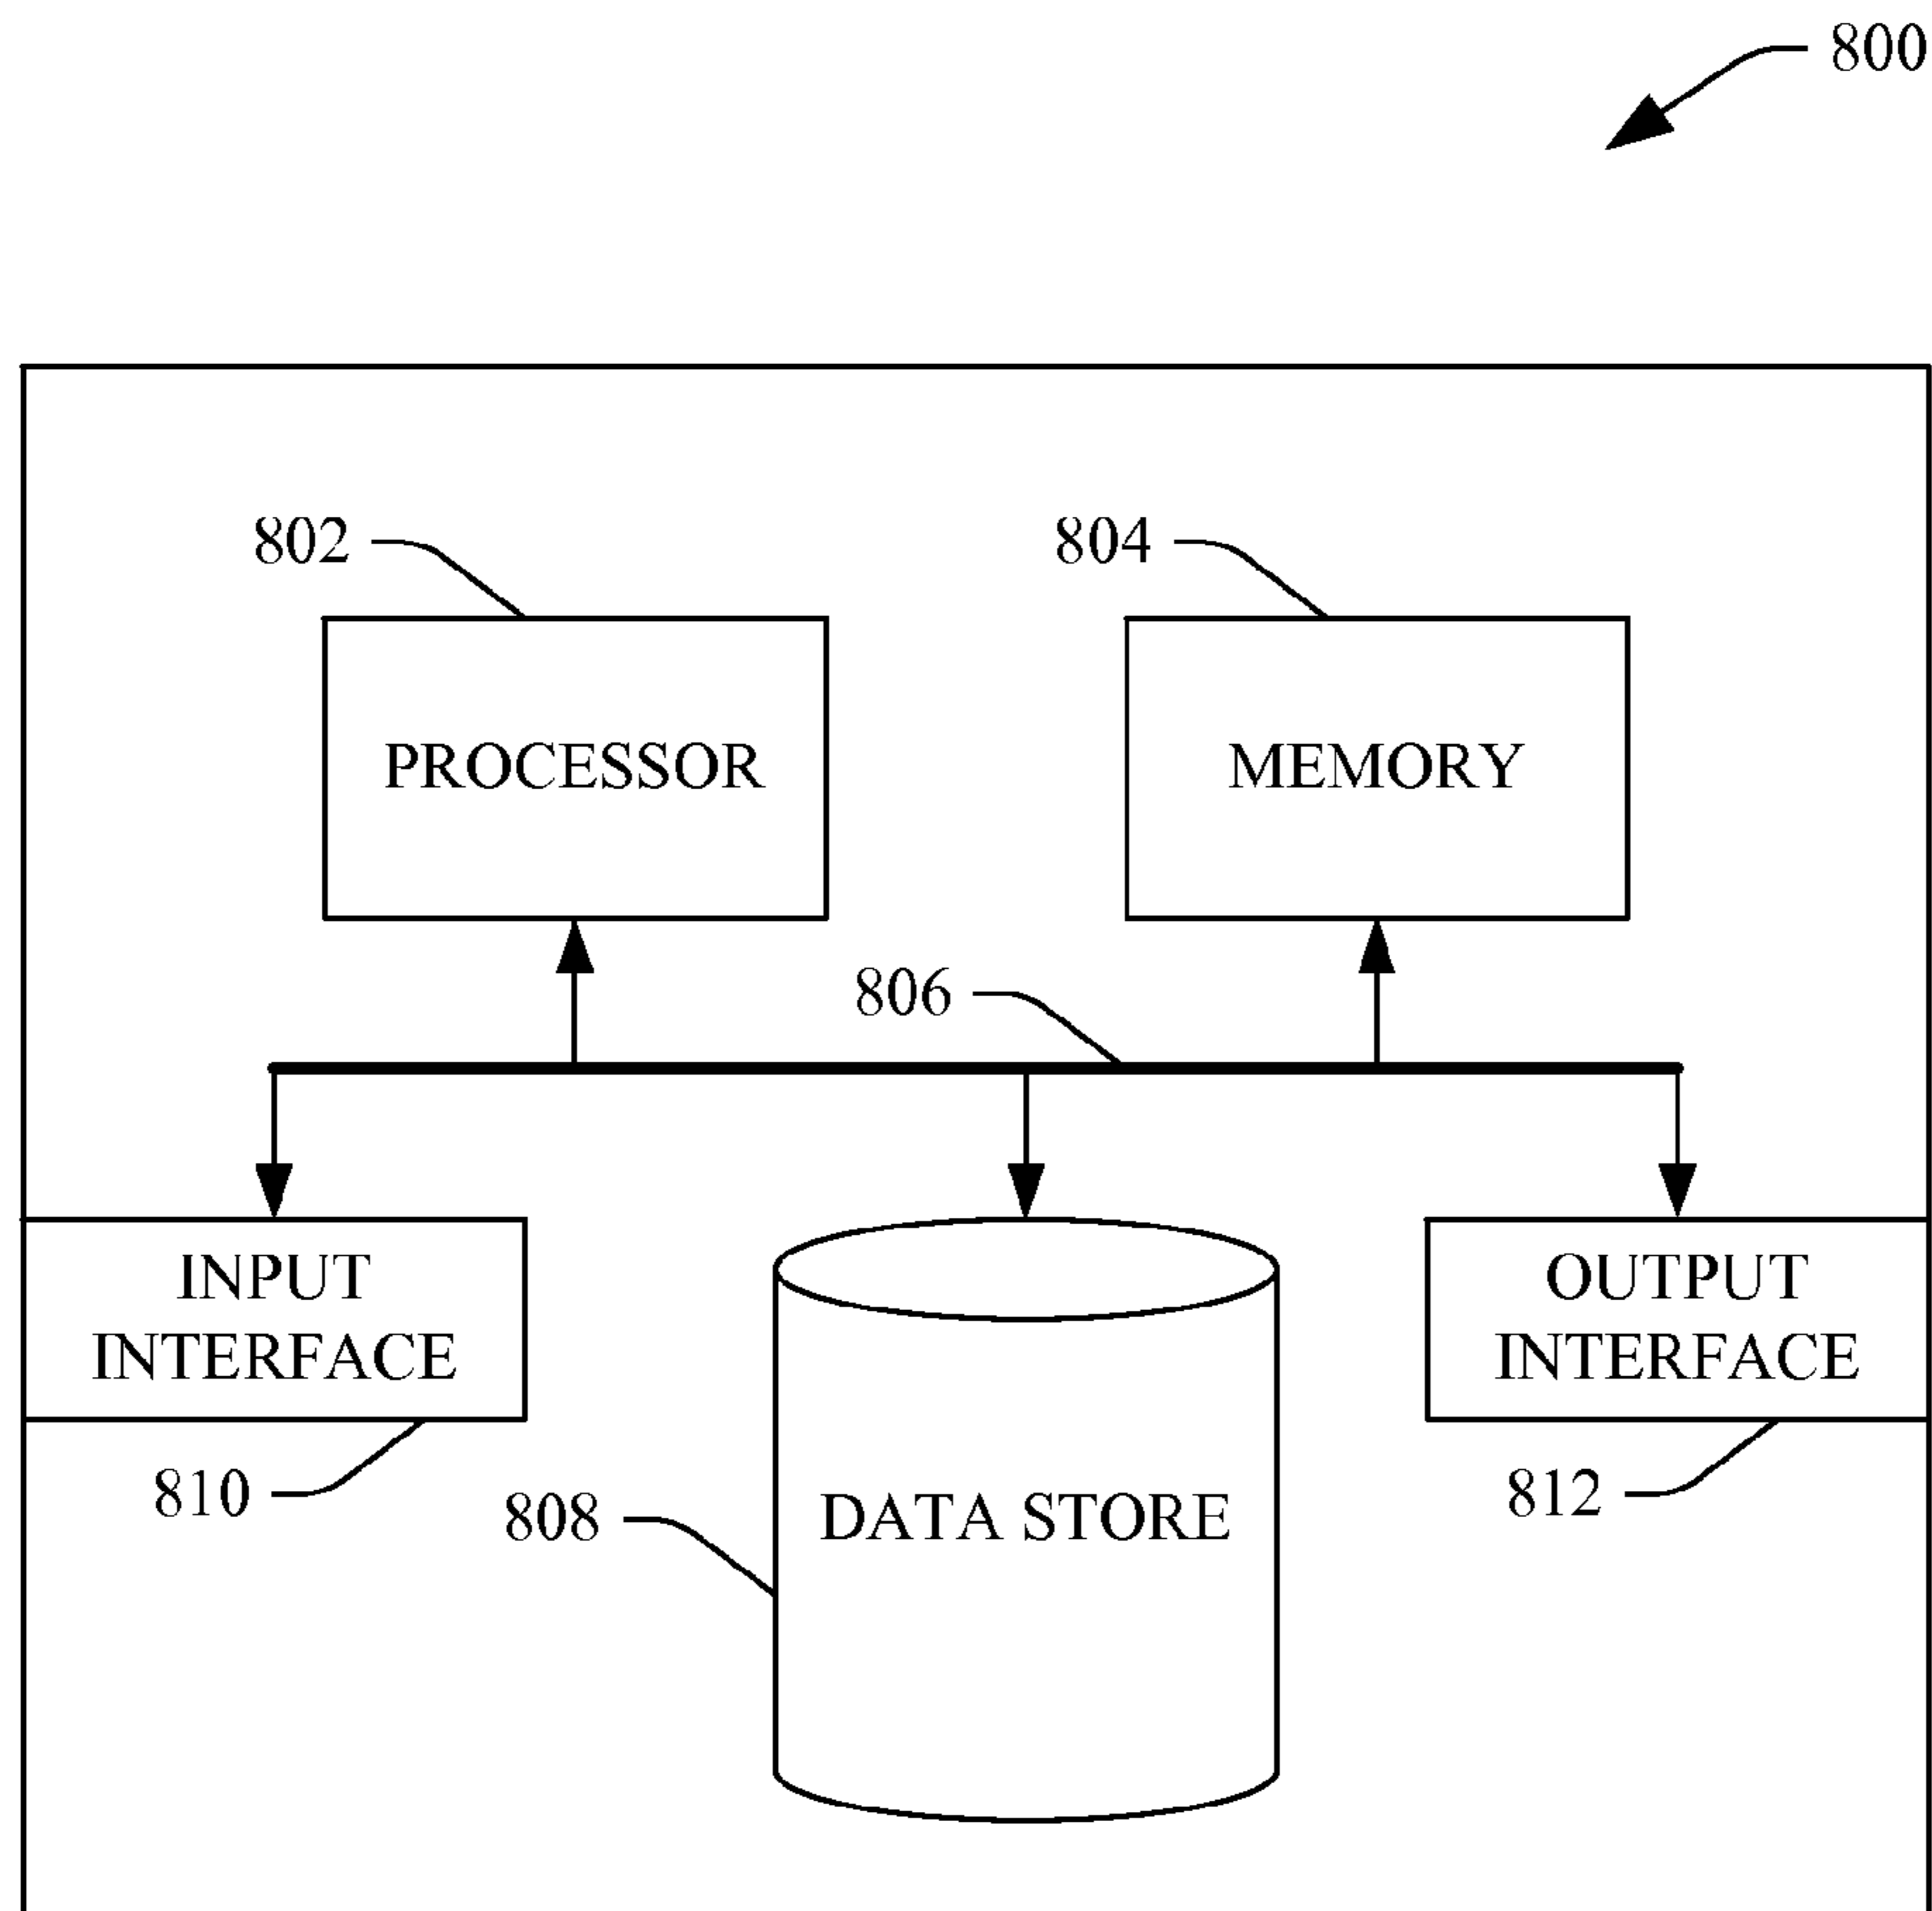 800
802
804
PROCESSOR
MEMORY
806
INPUT
INTERFACE
OUTPUT
INTERFACE
810
808
DATA STORE
812